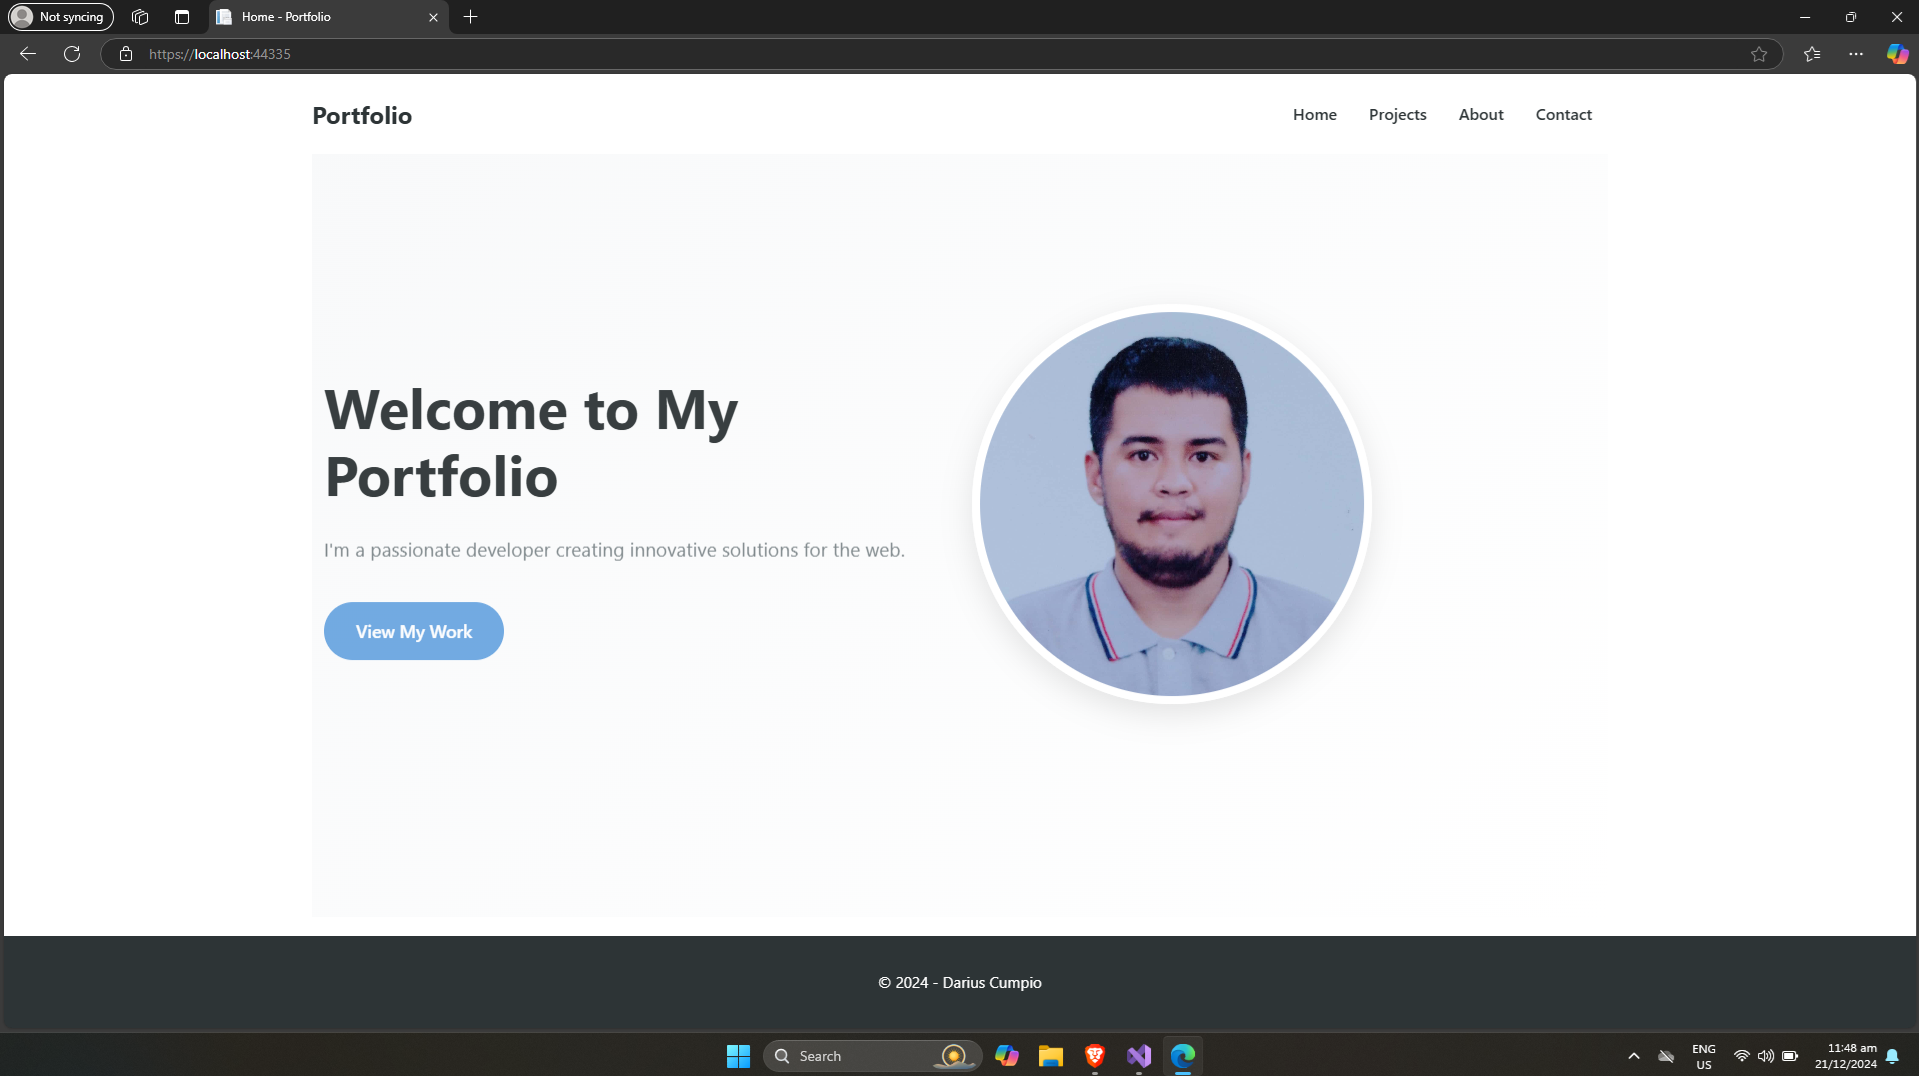 Not syncing
Home - Portfolio
https://localhost:44335
Portfolio
Home
Projects
About
Contact
Welcome to My
Portfolio
I'm a passionate developer creating innovative solutions for the web.
View My Work
© 2024 - Darius Cumpio
Search
ENG
US
11:48 am
21/12/2024